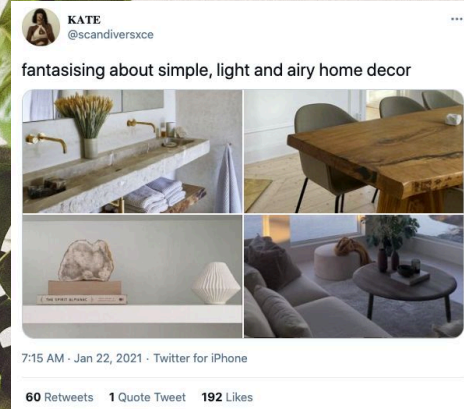 KATE
@scandiversxce
fantasising about simple, light and airy home decor
THE SPIRIT ALMANAC
7:15 AM · Jan 22, 2021 · Twitter for iPhone
60 Retweets 1 Quote Tweet 192 Likes